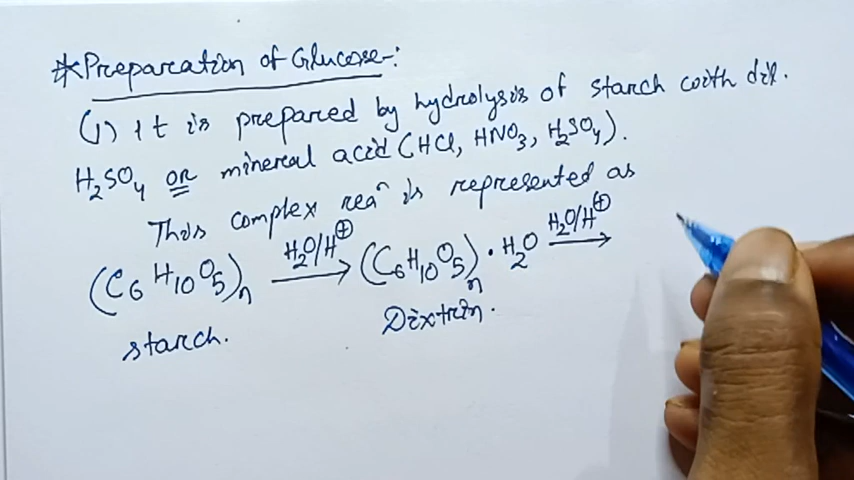 *Preparation of Glucose-:
(1) It is prepared by hydrolysis of starch with dil.
H₂SO₄ or mineral acid (HCl, HNO₃, H₂SO₄).
This complex reaⁿ is represented as
(C₆H₁₀O₅)ₙ H₂O/H⊕ → (C₆H₁₀O₅)ₙ·H₂O H₂O/H⊕ →
starch. Dixtrin.